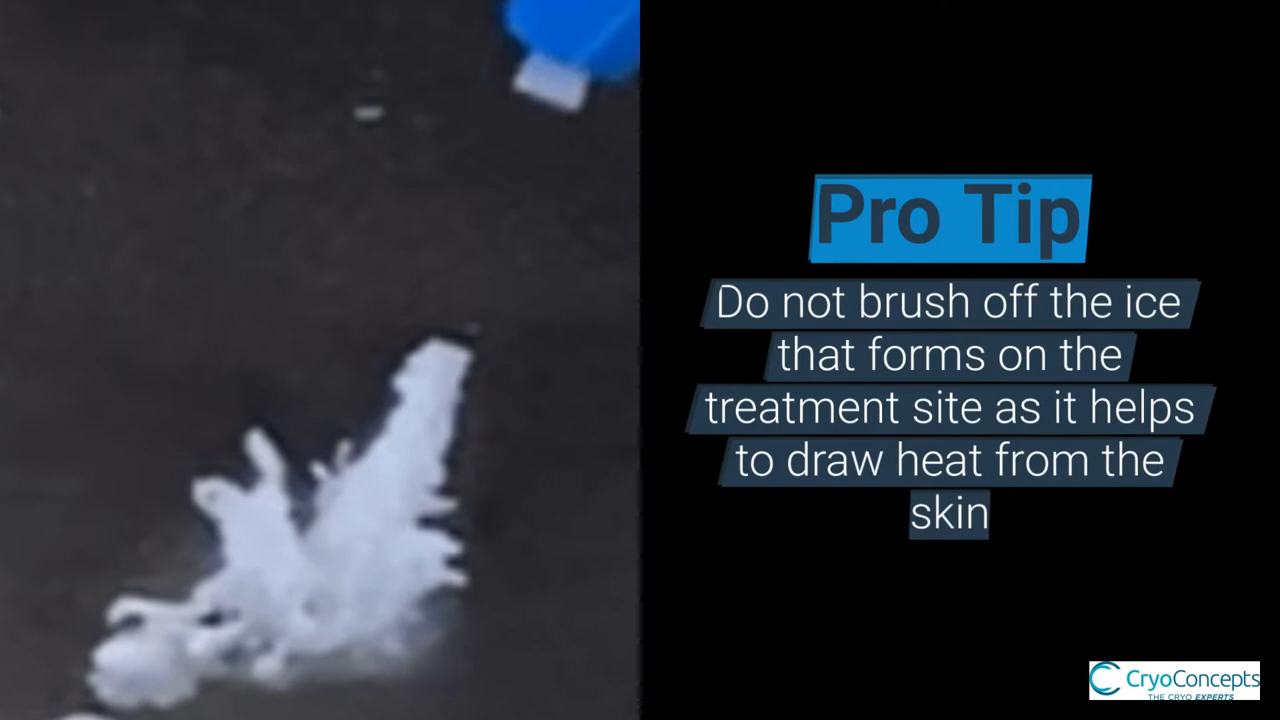 Pro Tip
Do not brush off the ice
that forms on the
treatment site as it helps
to draw heat from the
skin
CryoConcepts
THE CRYO EXPERTS